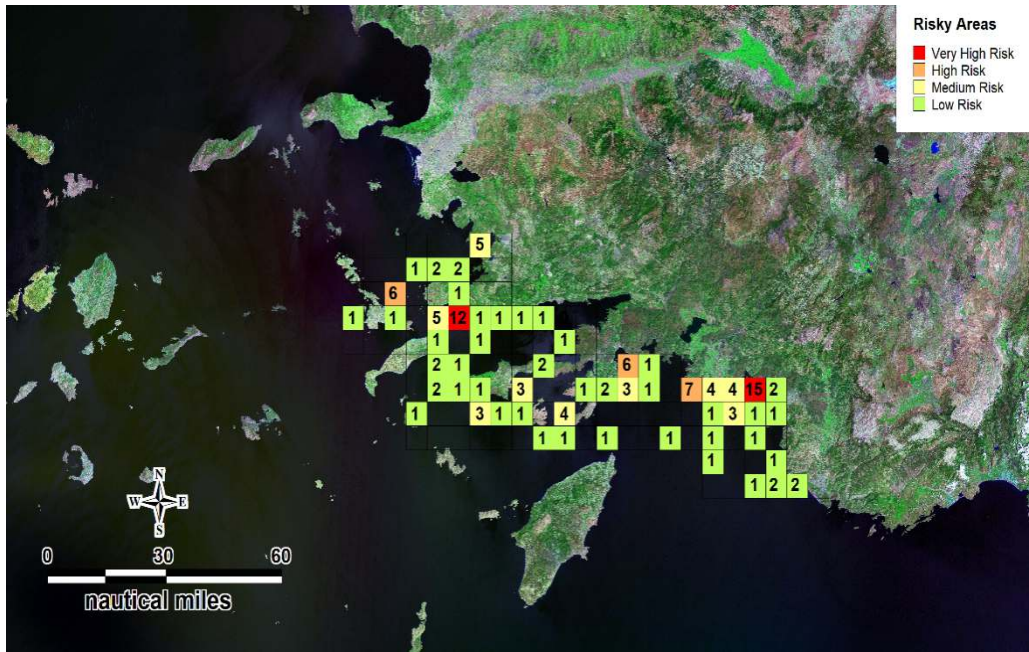 Risky Areas
Very High Risk
High Risk
Medium Risk
Low Risk
5
1 2 2
6 1
1 1 5 12 1 1 1 1
1 1 1
2 1 2 6 1
2 1 1 3 1 2 3 1 7 4 4 15 2
1 3 1 1 4 1 3 1 1
1 1 1 1 1 1
1 1
1 2 2
N
W E
S
0 30 60
nautical miles